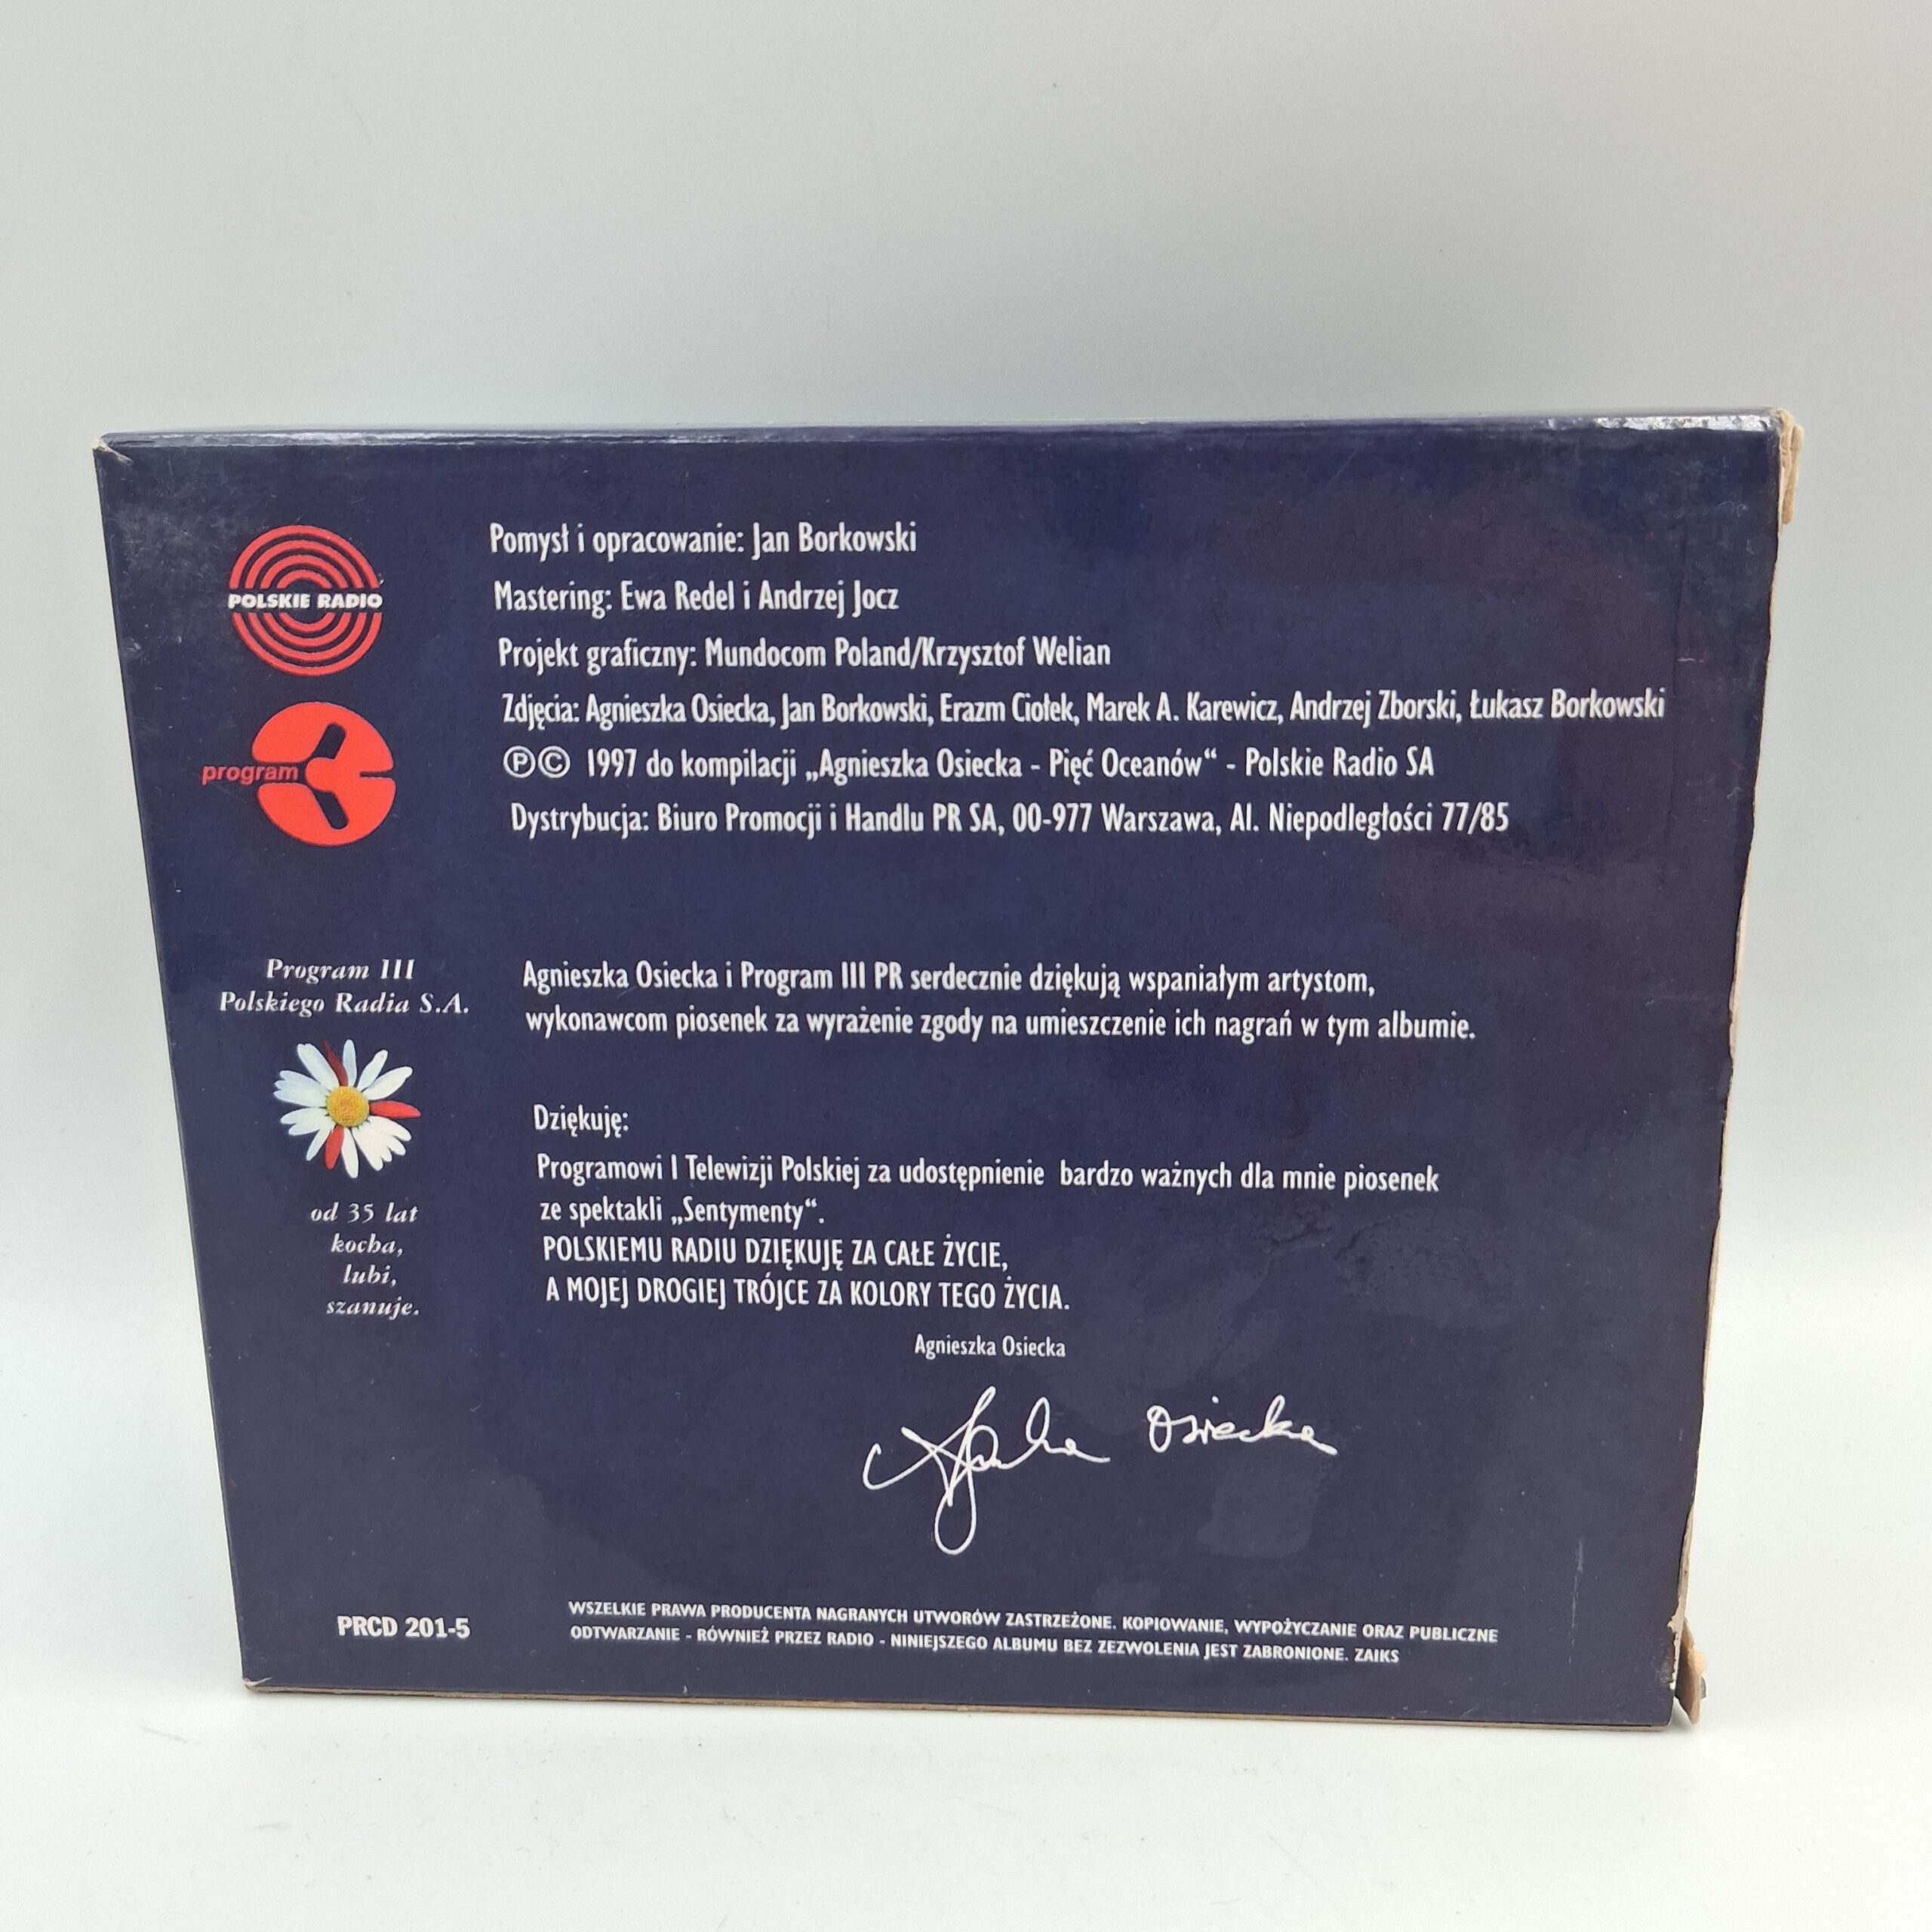 POLSKIE RADIO
program
Pomysł i opracowanie: Jan Borkowski
Mastering: Ewa Redel i Andrzej Jocz
Projekt graficzny: Mundocom Poland/Krzysztof Welian
Zdjęcia: Agnieszka Osiecka, Jan Borkowski, Erazm Ciołek, Marek A. Karewicz, Andrzej Zborski, Łukasz Borkowski
Ⓟ© 1997 do kompilacji „Agnieszka Osiecka - Pięć Oceanów“ - Polskie Radio SA
Dystrybucja: Biuro Promocji i Handlu PR SA, 00-977 Warszawa, Al. Niepodległości 77/85
Program III
Polskiego Radia S.A.
od 35 lat
kocha,
lubi,
szanuje.
Agnieszka Osiecka i Program III PR serdecznie dziękują wspaniałym artystom,
wykonawcom piosenek za wyrażenie zgody na umieszczenie ich nagrań w tym albumie.
Dziękuję:
Programowi I Telewizji Polskiej za udostępnienie bardzo ważnych dla mnie piosenek
ze spektakli „Sentymenty“.
POLSKIEMU RADIU DZIĘKUJĘ ZA CAŁE ŻYCIE,
A MOJEJ DROGIEJ TRÓJCE ZA KOLORY TEGO ŻYCIA.
Agnieszka Osiecka
Osiecka
PRCD 201-5
WSZELKIE PRAWA PRODUCENTA NAGRANYCH UTWORÓW ZASTRZEŻONE. KOPIOWANIE, WYPOŻYCZANIE ORAZ PUBLICZNE
ODTWARZANIE - RÓWNIEŻ PRZEZ RADIO - NINIEJSZEGO ALBUMU BEZ ZEZWOLENIA JEST ZABRONIONE. ZAIKS